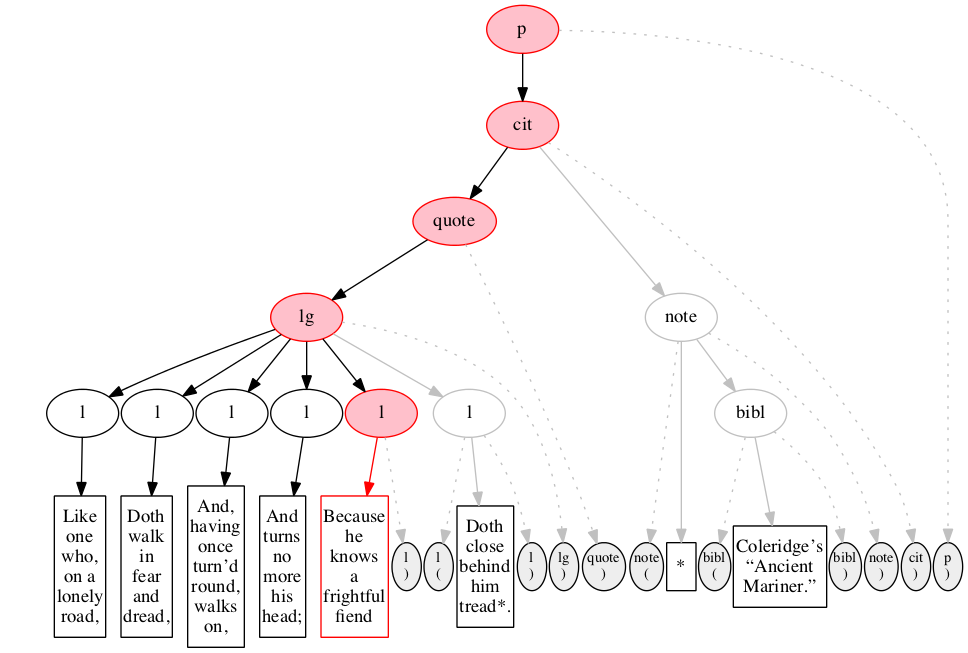 p
cit
quote
lg
note
l
l
l
l
l
l
bibl
Like
one
who,
on a
lonely
road,
Doth
walk
in
fear
and
dread,
And,
having
once
turn’d
round,
walks
on,
And
turns
no
more
his
head;
Because
he
knows
a
frightful
fiend
l
)
l
(
Doth
close
behind
him
tread*.
l
)
lg
)
quote
)
note
(
*
bibl
(
Coleridge’s
“Ancient
Mariner.”
bibl
)
note
)
cit
)
p
)